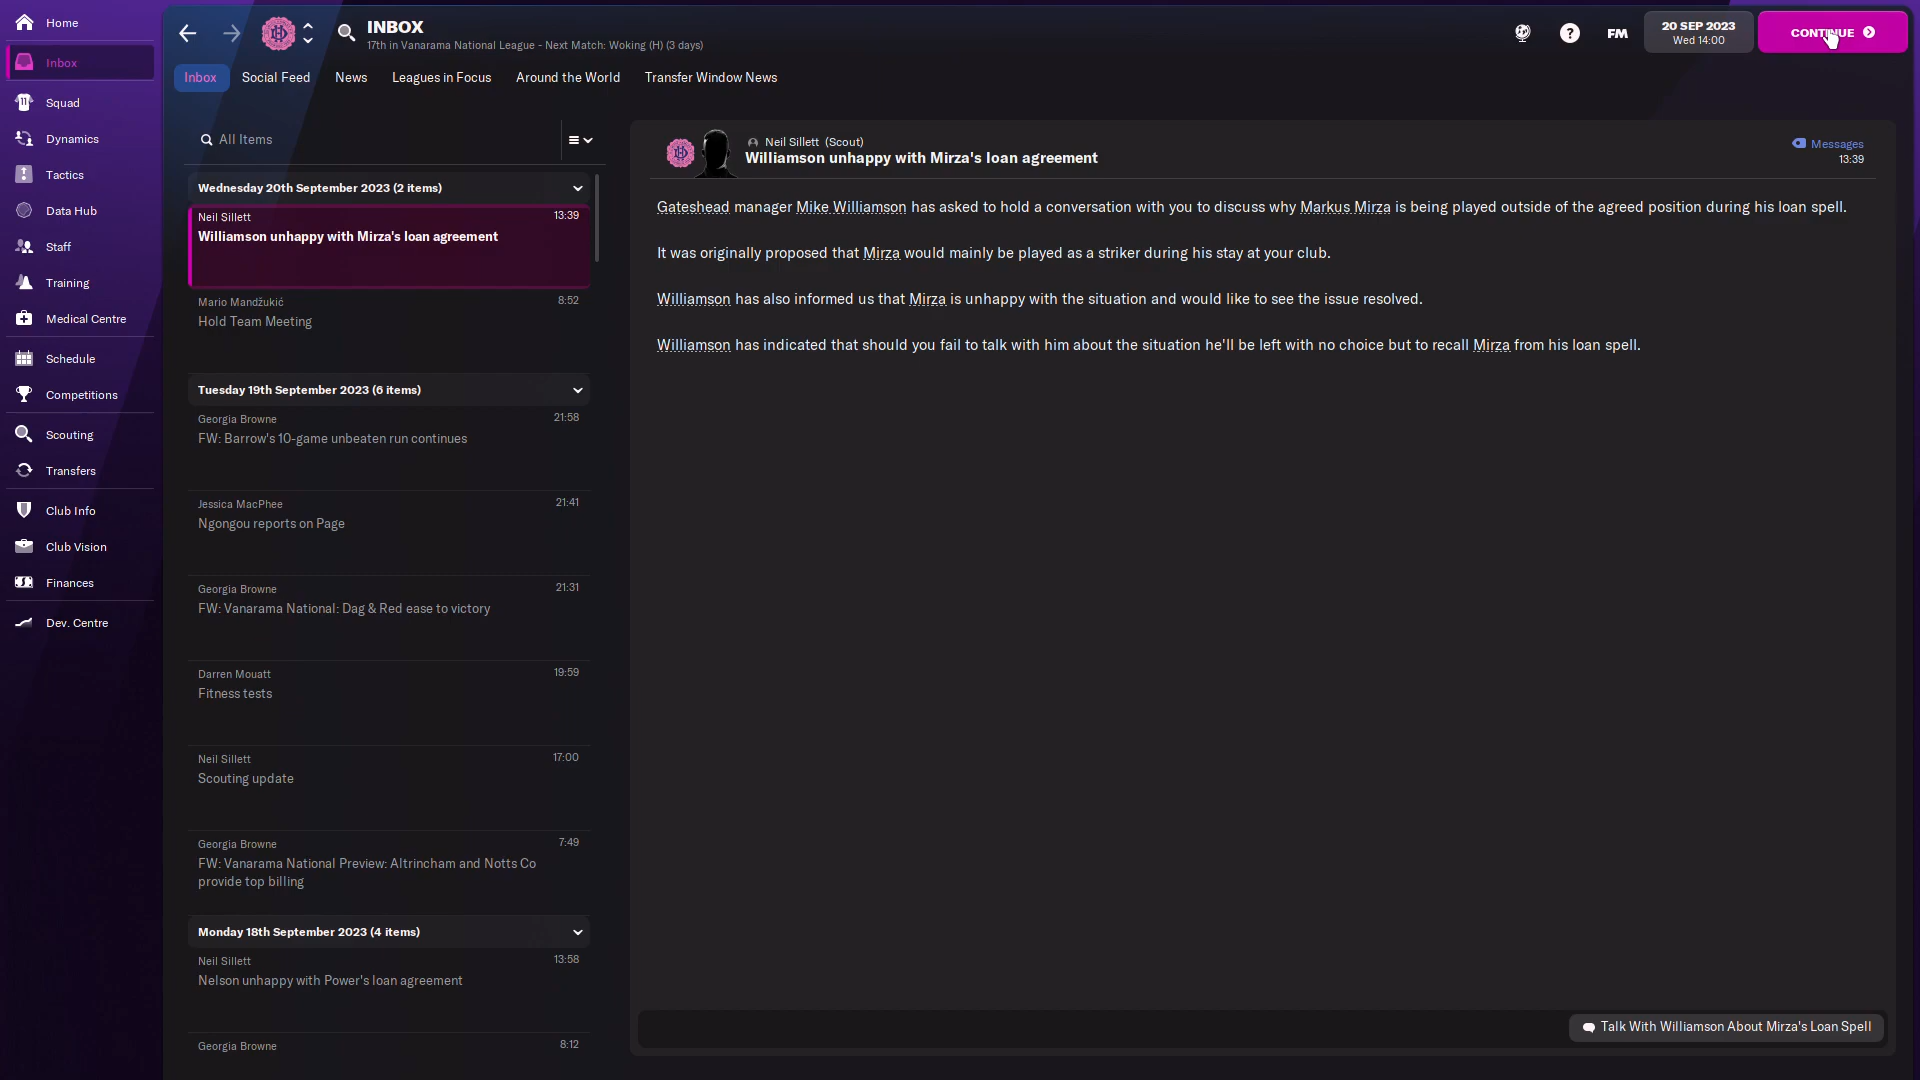 Home
Inbox
Squad
Dynamics
Tactics
Data Hub
Staff
Training
Medical Centre
Schedule
Competitions
Scouting
Transfers
Club Info
Club Vision
Finances
Dev. Centre
INBOX
17th in Vanarama National League - Next Match: Woking (H) (3 days)
FM
20 SEP 2023
Wed 14:00
CONTINUE
Inbox
Social Feed
News
Leagues in Focus
Around the World
Transfer Window News
All Items
Wednesday 20th September 2023 (2 items)
Neil Sillett 13:39
Williamson unhappy with Mirza's loan agreement
Mario Mandžukić 8:52
Hold Team Meeting
Tuesday 19th September 2023 (6 items)
Georgia Browne 21:58
FW: Barrow's 10-game unbeaten run continues
Jessica MacPhee 21:41
Ngongou reports on Page
Georgia Browne 21:31
FW: Vanarama National: Dag & Red ease to victory
Darren Mouatt 19:59
Fitness tests
Neil Sillett 17:00
Scouting update
Georgia Browne 7:49
FW: Vanarama National Preview: Altrincham and Notts Co
provide top billing
Monday 18th September 2023 (4 items)
Neil Sillett 13:58
Nelson unhappy with Power's loan agreement
Georgia Browne 8:12
Neil Sillett (Scout)
Williamson unhappy with Mirza's loan agreement
Messages
13:39
Gateshead manager Mike Williamson has asked to hold a conversation with you to discuss why Markus Mirza is being played outside of the agreed position during his loan spell.
It was originally proposed that Mirza would mainly be played as a striker during his stay at your club.
Williamson has also informed us that Mirza is unhappy with the situation and would like to see the issue resolved.
Williamson has indicated that should you fail to talk with him about the situation he'll be left with no choice but to recall Mirza from his loan spell.
Talk With Williamson About Mirza's Loan Spell